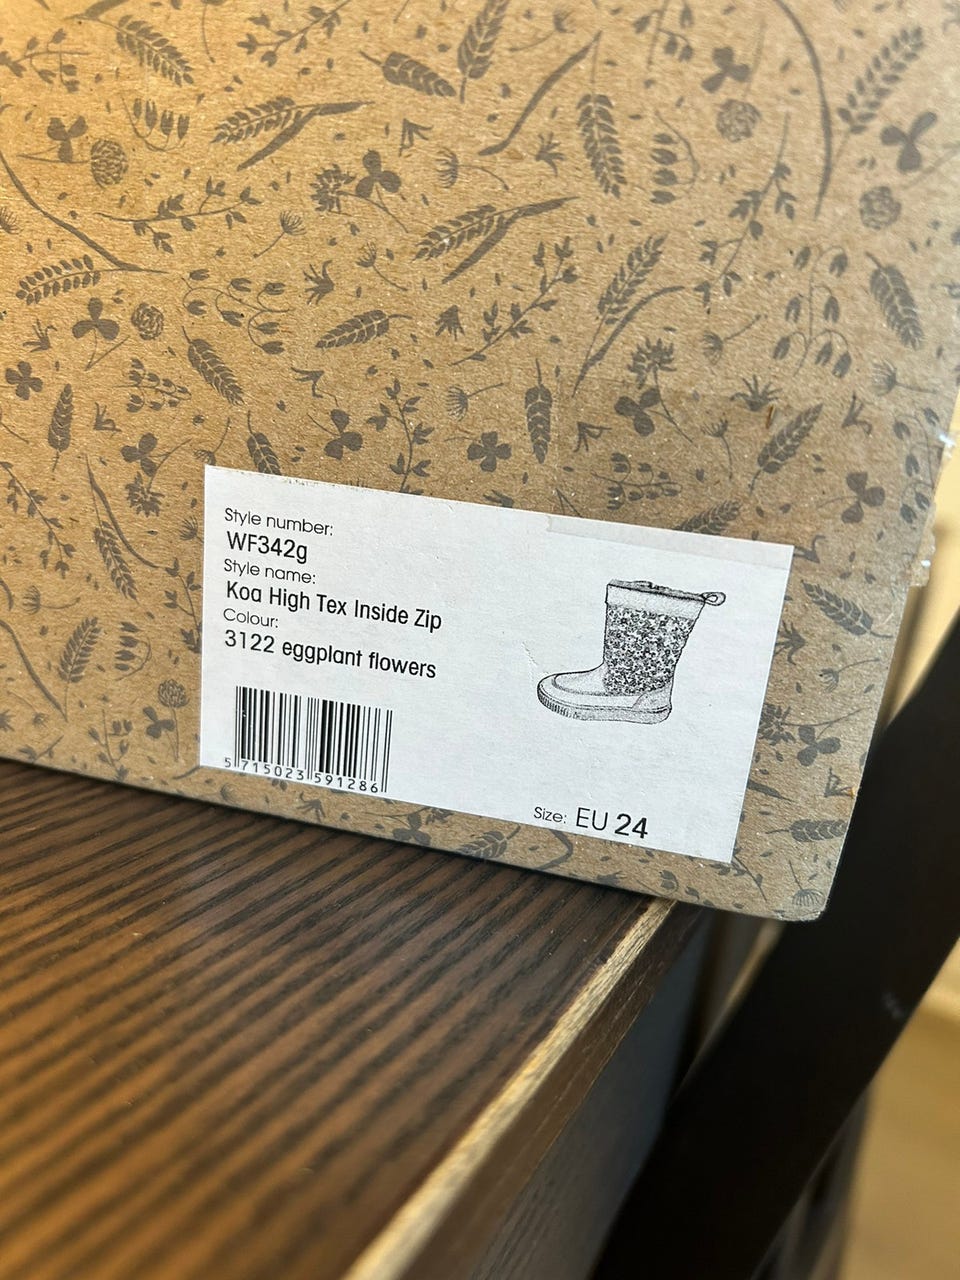 Style number:
WF342g
Style name:
Koa High Tex Inside Zip
Colour:
3122 eggplant flowers
5 715023 591286
Size: EU 24